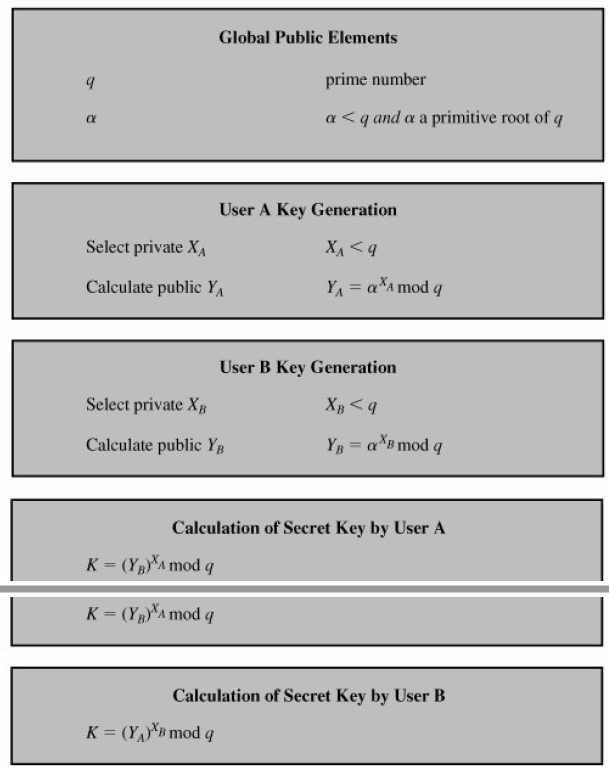 Global Public Elements
q prime number
α α < q and α a primitive root of q
User A Key Generation
Select private X_A X_A < q
Calculate public Y_A Y_A = α^{X_A} mod q
User B Key Generation
Select private X_B X_B < q
Calculate public Y_B Y_B = α^{X_B} mod q
Calculation of Secret Key by User A
K = (Y_B)^{X_A} mod q
K = (Y_B)^{X_A} mod q
Calculation of Secret Key by User B
K = (Y_A)^{X_B} mod q